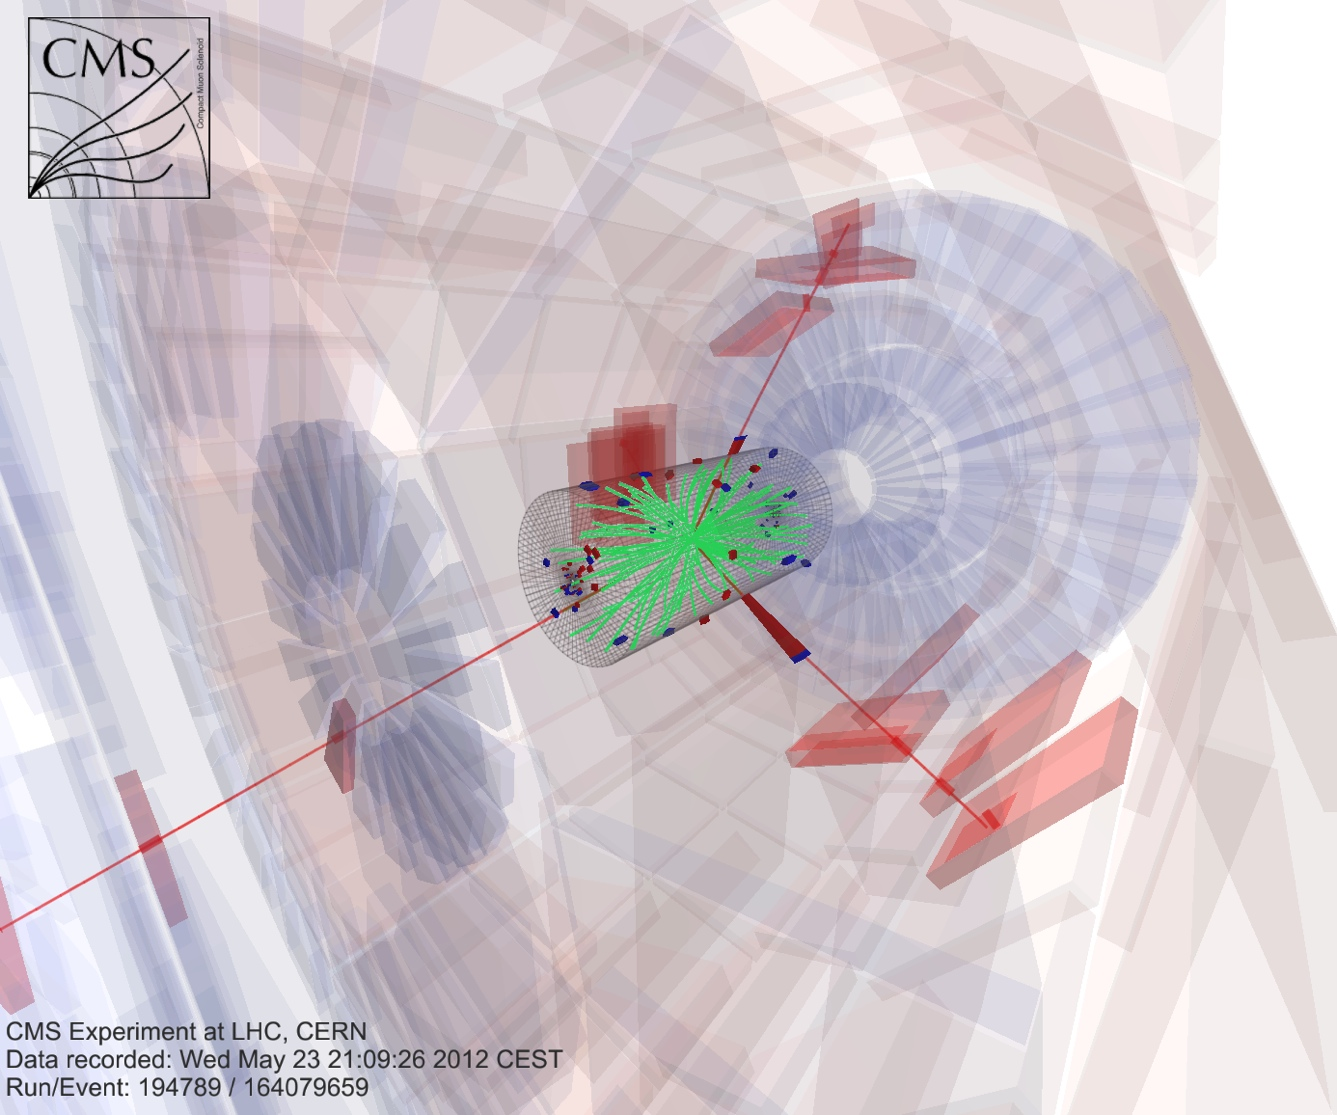 CMS
Compact Muon Solenoid
CMS Experiment at LHC, CERN
Data recorded: Wed May 23 21:09:26 2012 CEST
Run/Event: 194789 / 164079659